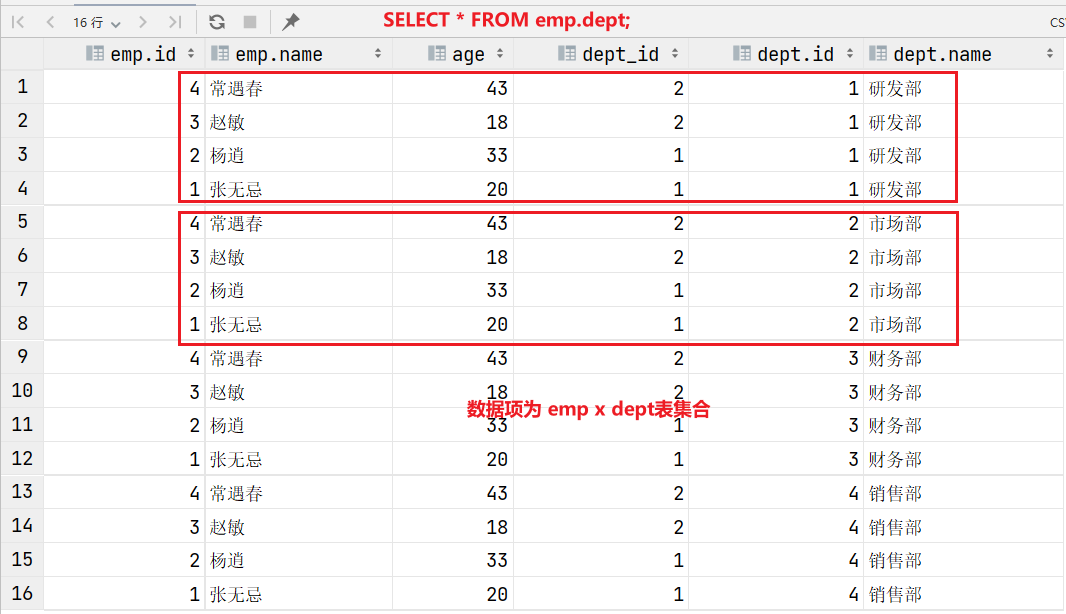 16 行 SELECT * FROM emp.dept; CS
emp.id emp.name age dept_id dept.id dept.name
1 4 常遇春 43 2 1 研发部
2 3 赵敏 18 2 1 研发部
3 2 杨逍 33 1 1 研发部
4 1 张无忌 20 1 1 研发部
5 4 常遇春 43 2 2 市场部
6 3 赵敏 18 2 2 市场部
7 2 杨逍 33 1 2 市场部
8 1 张无忌 20 1 2 市场部
9 4 常遇春 43 2 3 财务部
10 3 赵敏 18 2 3 财务部
数据项为 emp x dept表集合
11 2 杨逍 33 1 3 财务部
12 1 张无忌 20 1 3 财务部
13 4 常遇春 43 2 4 销售部
14 3 赵敏 18 2 4 销售部
15 2 杨逍 33 1 4 销售部
16 1 张无忌 20 1 4 销售部